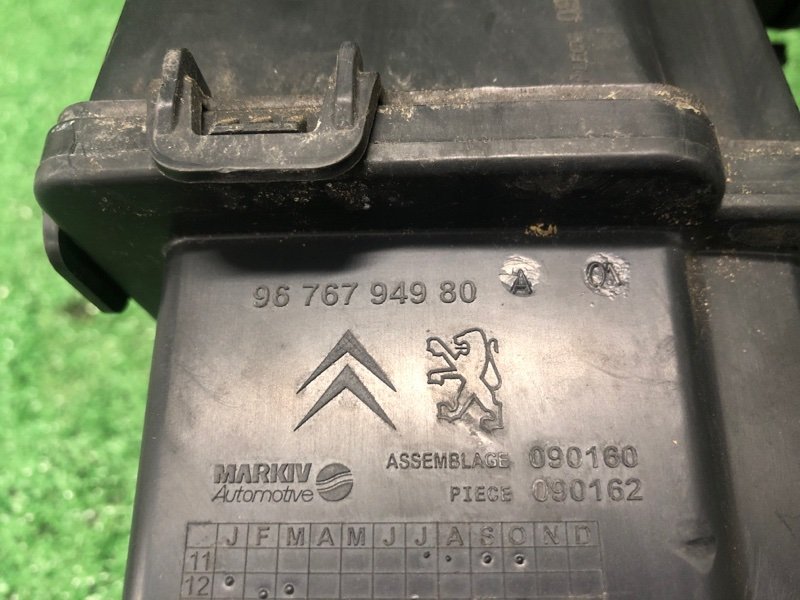 96 767 949 80 A 01
ASSEMBLAGE 090160
MARKIV
Automotive
PIECE 090162
J F M A M J J A S O N D
11
12